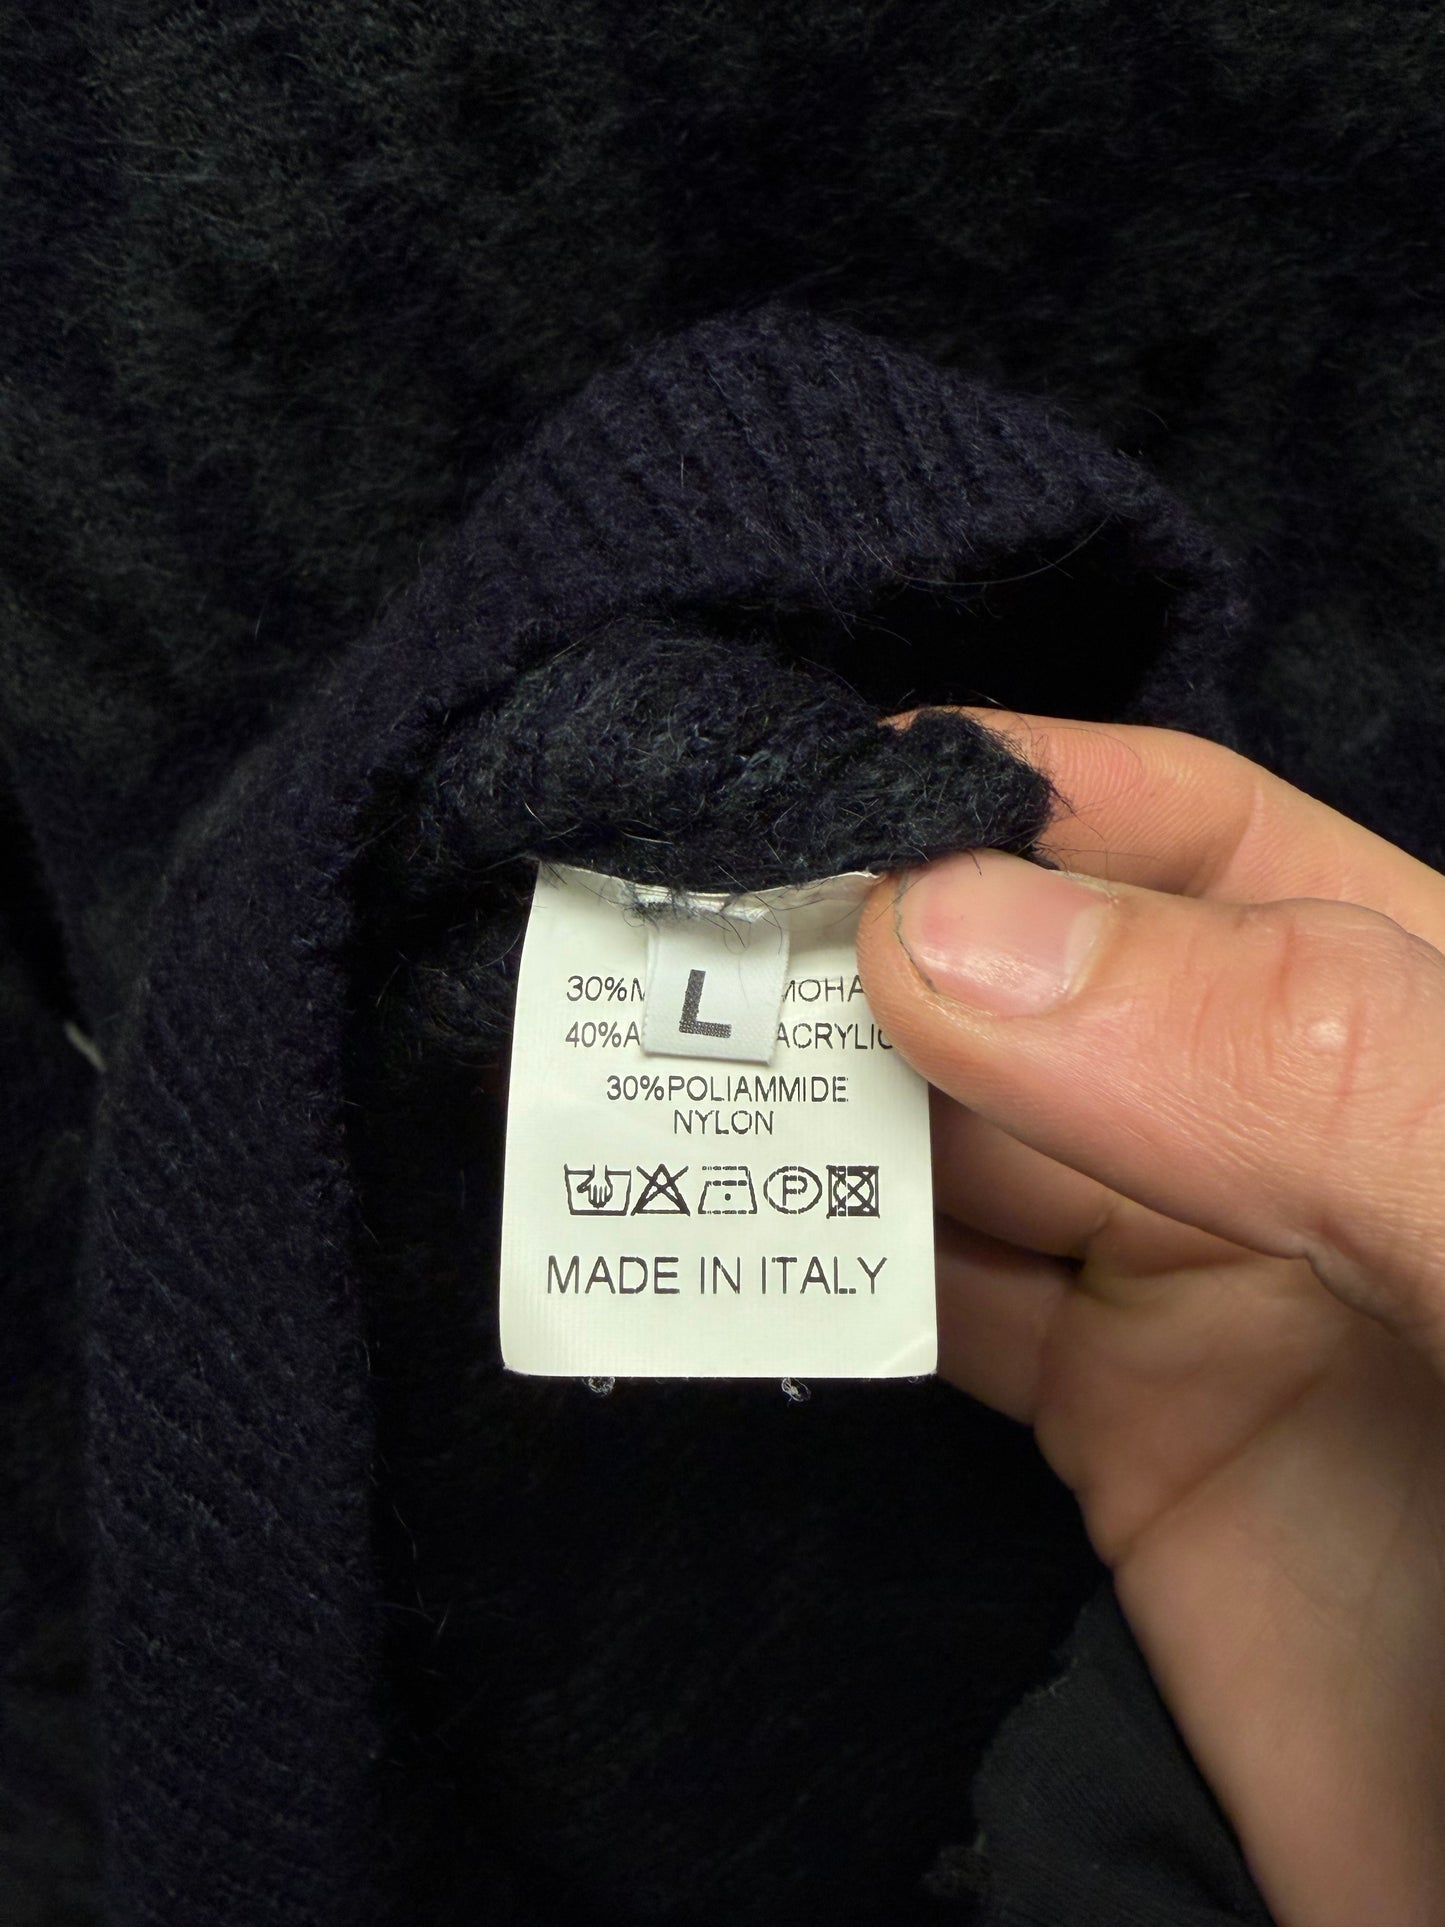 L
30%M MOHA
40%A ACRYLIC
30%POLIAMMIDE
NYLON
P
MADE IN ITALY